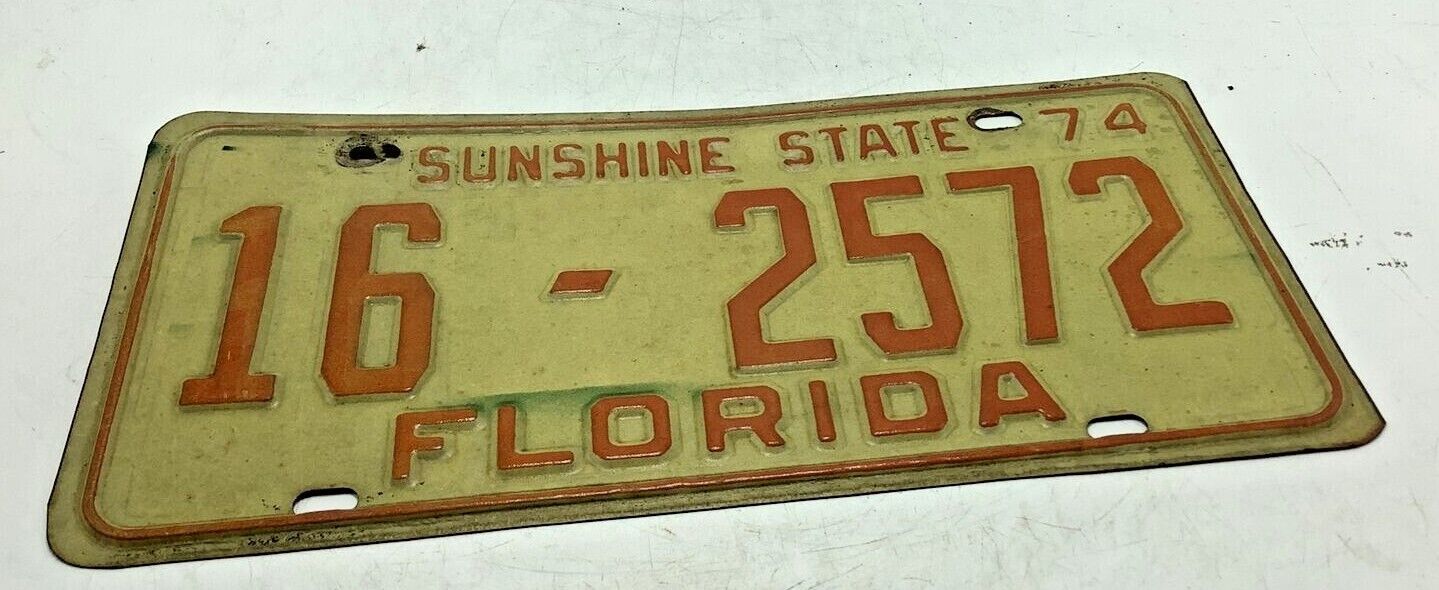 SUNSHINE STATE 74
16-2572
FLORIDA